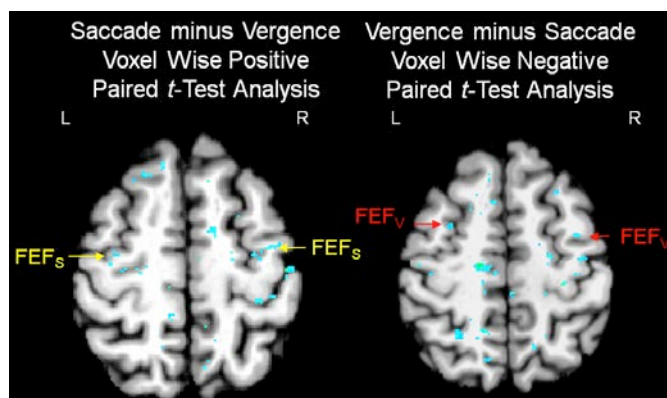 Saccade minus Vergence
Voxel Wise Positive
Paired t-Test Analysis
L
R
FEFS
FEFS
Vergence minus Saccade
Voxel Wise Negative
Paired t-Test Analysis
L
R
FEFV
FEFV